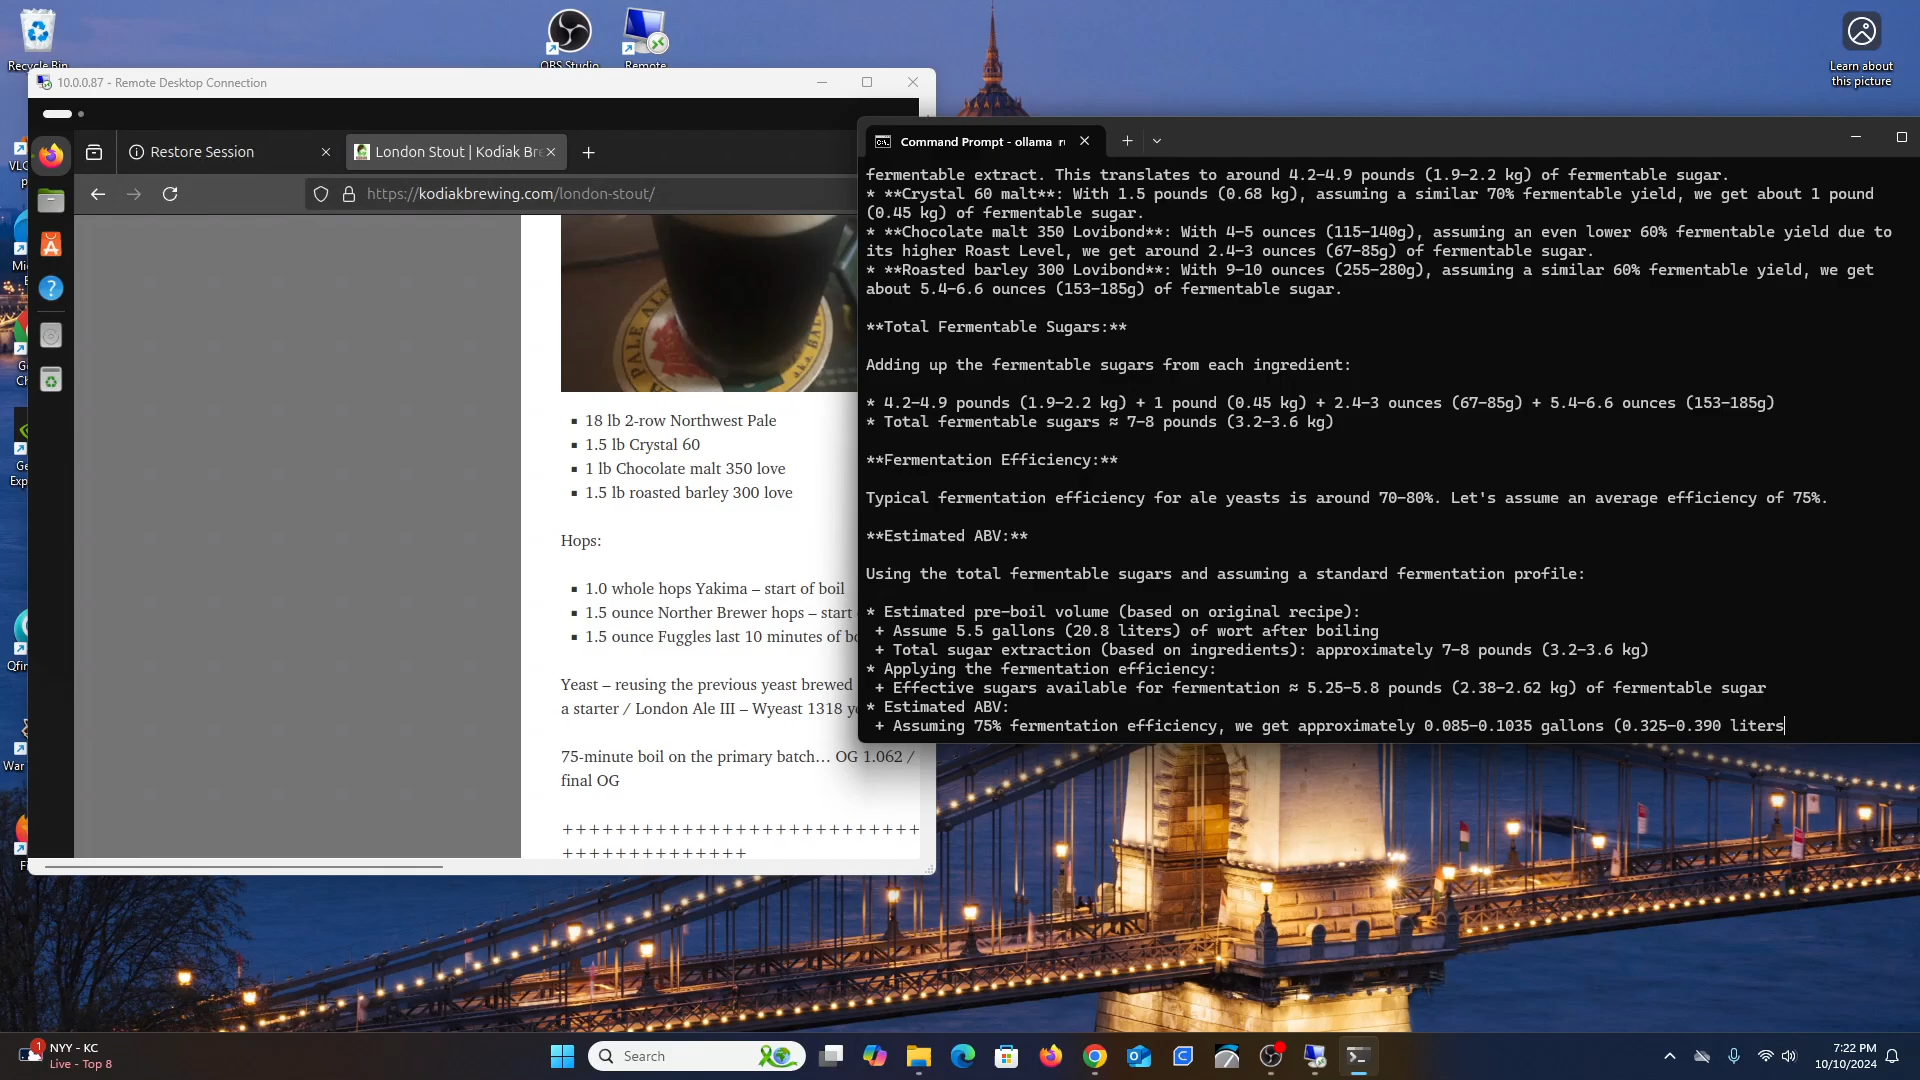 Recycle Bin
OBS Studio
Remote
Learn about
this picture
10.0.0.87 - Remote Desktop Connection
Restore Session
London Stout | Kodiak Bre
https://kodiakbrewing.com/london-stout/
18 lb 2-row Northwest Pale
1.5 lb Crystal 60
1 lb Chocolate malt 350 love
1.5 lb roasted barley 300 love
Hops:
1.0 whole hops Yakima – start of boil
1.5 ounce Norther Brewer hops – start
1.5 ounce Fuggles last 10 minutes of bo
Yeast – reusing the previous yeast brewed
a starter / London Ale III – Wyeast 1318 y
75-minute boil on the primary batch… OG 1.062 /
final OG
+++++++++++++++++++++++++++
++++++++++++++
Command Prompt - ollama ru
fermentable extract. This translates to around 4.2-4.9 pounds (1.9-2.2 kg) of fermentable sugar.
* **Crystal 60 malt**: With 1.5 pounds (0.68 kg), assuming a similar 70% fermentable yield, we get about 1 pound
(0.45 kg) of fermentable sugar.
* **Chocolate malt 350 Lovibond**: With 4-5 ounces (115-140g), assuming an even lower 60% fermentable yield due to
its higher Roast Level, we get around 2.4-3 ounces (67-85g) of fermentable sugar.
* **Roasted barley 300 Lovibond**: With 9-10 ounces (255-280g), assuming a similar 60% fermentable yield, we get
about 5.4-6.6 ounces (153-185g) of fermentable sugar.
**Total Fermentable Sugars:**
Adding up the fermentable sugars from each ingredient:
* 4.2-4.9 pounds (1.9-2.2 kg) + 1 pound (0.45 kg) + 2.4-3 ounces (67-85g) + 5.4-6.6 ounces (153-185g)
* Total fermentable sugars ≈ 7-8 pounds (3.2-3.6 kg)
**Fermentation Efficiency:**
Typical fermentation efficiency for ale yeasts is around 70-80%. Let's assume an average efficiency of 75%.
**Estimated ABV:**
Using the total fermentable sugars and assuming a standard fermentation profile:
* Estimated pre-boil volume (based on original recipe):
+ Assume 5.5 gallons (20.8 liters) of wort after boiling
+ Total sugar extraction (based on ingredients): approximately 7-8 pounds (3.2-3.6 kg)
* Applying the fermentation efficiency:
+ Effective sugars available for fermentation ≈ 5.25-5.8 pounds (2.38-2.62 kg) of fermentable sugar
* Estimated ABV:
+ Assuming 75% fermentation efficiency, we get approximately 0.085-0.1035 gallons (0.325-0.390 liters
VLC
p
Mic
Go
Ch
Ge
Exp
Qfin
War
F
1
NYY - KC
Live - Top 8
Search
7:22 PM
10/10/2024